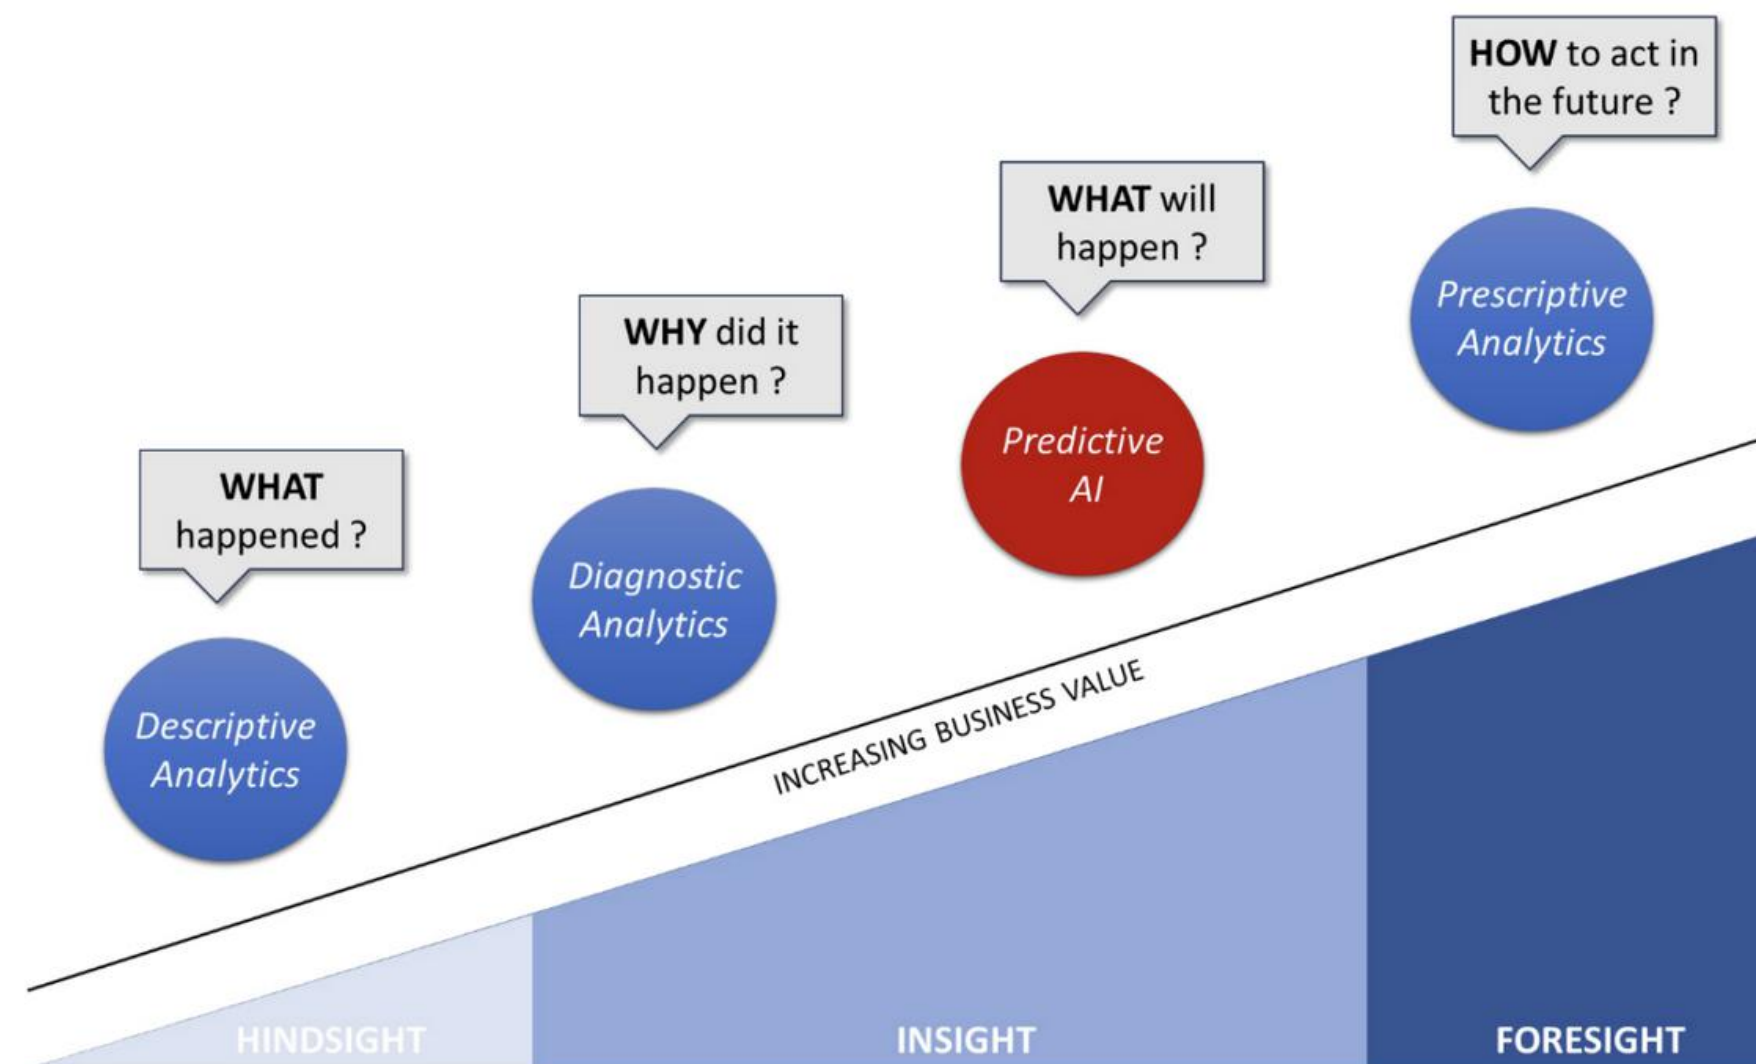 WHAT
happened ?
Descriptive
Analytics
WHY did it
happen ?
Diagnostic
Analytics
WHAT will
happen ?
Predictive
AI
HOW to act in
the future ?
Prescriptive
Analytics
INCREASING BUSINESS VALUE
HINDSIGHT
INSIGHT
FORESIGHT